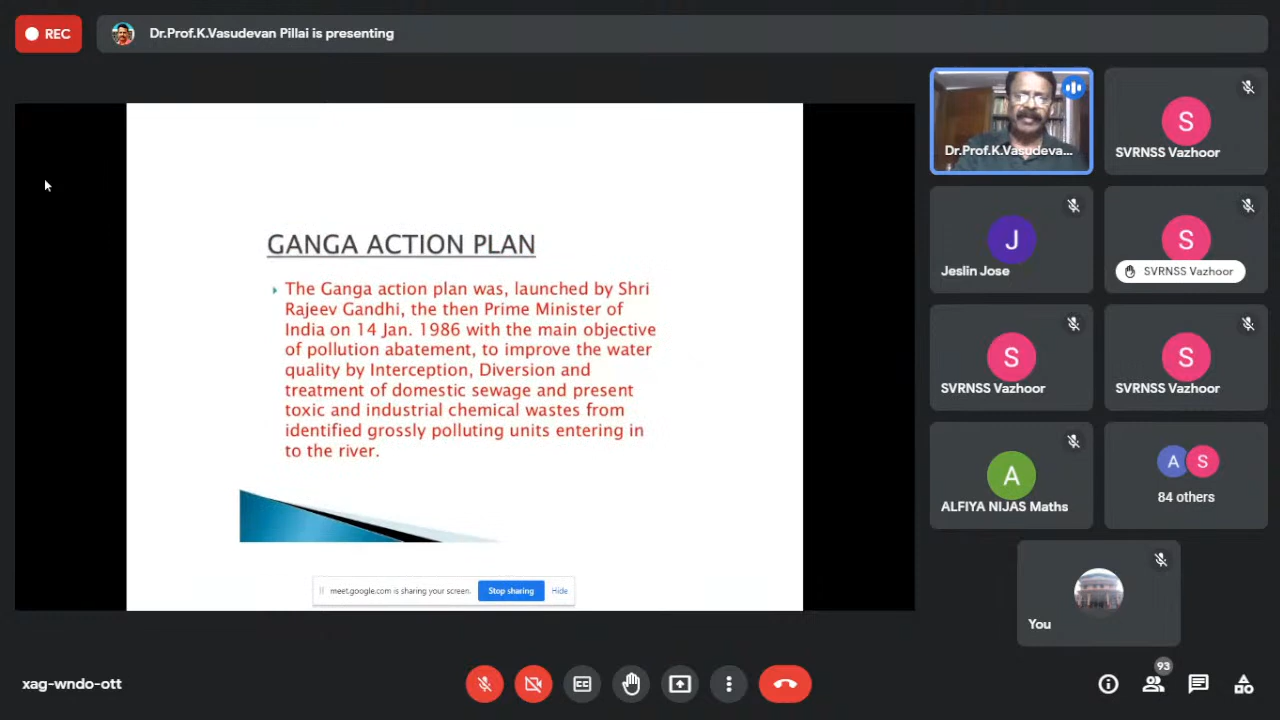 REC
Dr.Prof.K.Vasudevan Pillai is presenting
GANGA ACTION PLAN
The Ganga action plan was, launched by Shri
Rajeev Gandhi, the then Prime Minister of
India on 14 Jan. 1986 with the main objective
of pollution abatement, to improve the water
quality by Interception, Diversion and
treatment of domestic sewage and present
toxic and industrial chemical wastes from
identified grossly polluting units entering in
to the river.
meet.google.com is sharing your screen.
Stop sharing
Hide
Dr.Prof.K.Vasudeva...
S
SVRNSS Vazhoor
J
Jeslin Jose
S
SVRNSS Vazhoor
S
SVRNSS Vazhoor
S
SVRNSS Vazhoor
A
ALFIYA NIJAS Maths
A S
84 others
You
xag-wndo-ott
CC
93